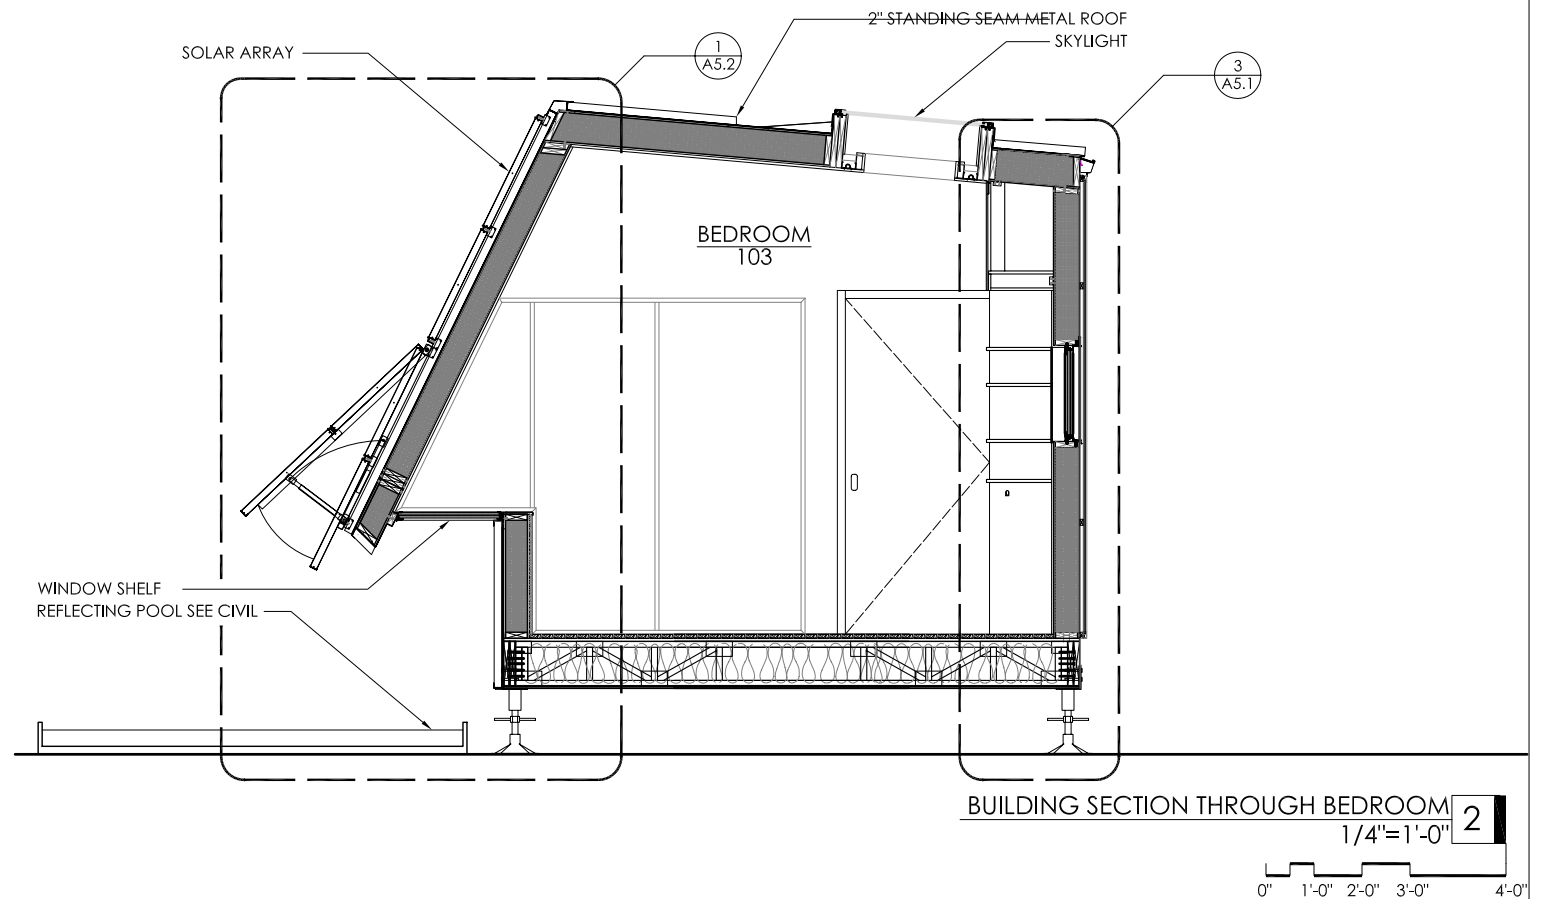 2" STANDING SEAM METAL ROOF
SKYLIGHT
SOLAR ARRAY
1
A5.2
3
A5.1
BEDROOM
103
WINDOW SHELF
REFLECTING POOL SEE CIVIL
BUILDING SECTION THROUGH BEDROOM
2
1/4"=1'-0"
0" 1'-0" 2'-0" 3'-0" 4'-0"